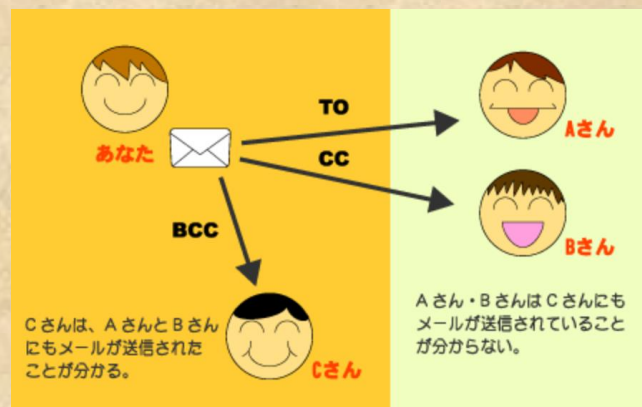 あなた
TO
Aさん
CC
Bさん
BCC
Cさん
Cさんは、AさんとBさん
にもメールが送信された
ことが分かる。
Aさん・BさんはCさんにも
メールが送信されていること
が分からない。